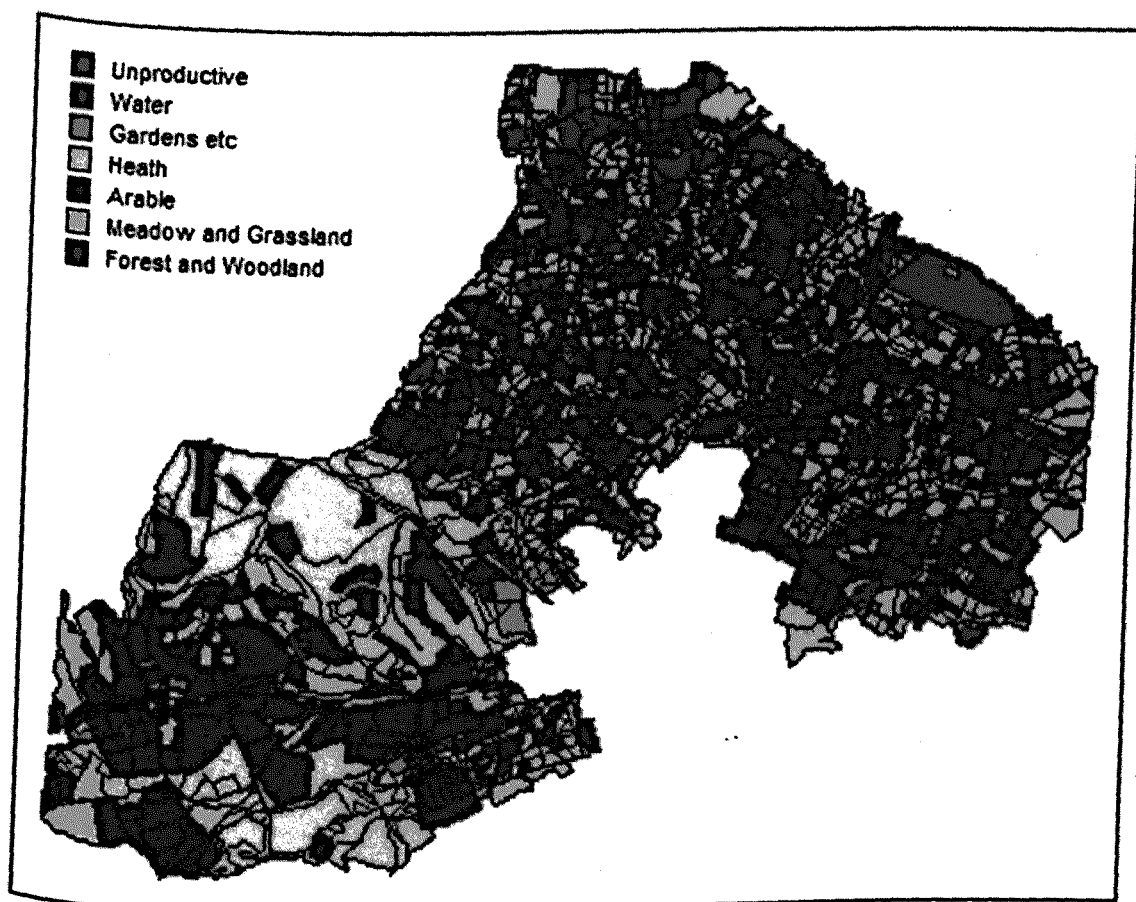 Unproductive
Water
Gardens etc
Heath
Arable
Meadow and Grassland
Forest and Woodland